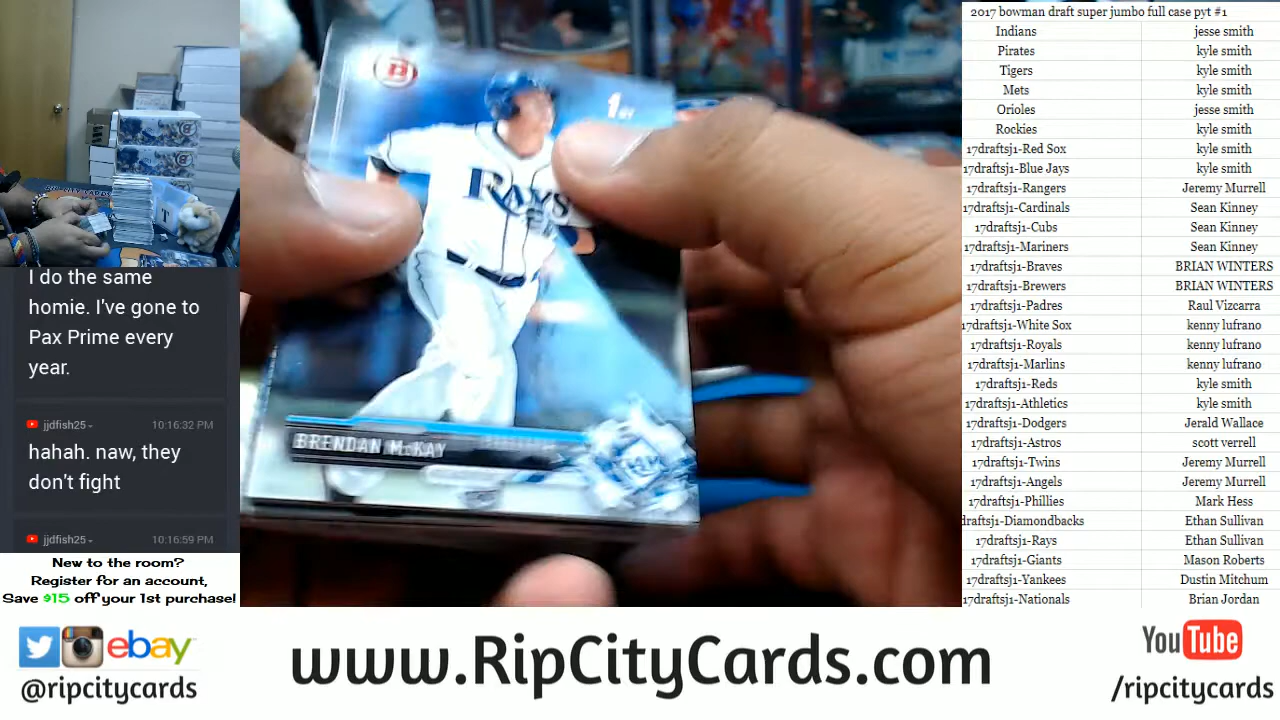 I do the same
homie. I've gone to
Pax Prime every
year.
jjdfish25
10:16:32 PM
hahah. naw, they
don't fight
jjdfish25
10:16:59 PM
New to the room?
Register for an account,
Save $15 off your 1st purchase!
B
1ST
RAYS
BRENDAN McKAY
2017 bowman draft super jumbo full case pyt #1
Indians jesse smith
Pirates kyle smith
Tigers kyle smith
Mets kyle smith
Orioles jesse smith
Rockies kyle smith
17draftsj1-Red Sox kyle smith
17draftsj1-Blue Jays kyle smith
17draftsj1-Rangers Jeremy Murrell
17draftsj1-Cardinals Sean Kinney
17draftsj1-Cubs Sean Kinney
17draftsj1-Mariners Sean Kinney
17draftsj1-Braves BRIAN WINTERS
17draftsj1-Brewers BRIAN WINTERS
17draftsj1-Padres Raul Vizcarra
17draftsj1-White Sox kenny lufrano
17draftsj1-Royals kenny lufrano
17draftsj1-Marlins kenny lufrano
17draftsj1-Reds kyle smith
17draftsj1-Athletics kyle smith
17draftsj1-Dodgers Jerald Wallace
17draftsj1-Astros scott verrell
17draftsj1-Twins Jeremy Murrell
17draftsj1-Angels Jeremy Murrell
17draftsj1-Phillies Mark Hess
draftsj1-Diamondbacks Ethan Sullivan
17draftsj1-Rays Ethan Sullivan
17draftsj1-Giants Mason Roberts
17draftsj1-Yankees Dustin Mitchum
17draftsj1-Nationals Brian Jordan
ebay
@ripcitycards
www.RipCityCards.com
YouTube
/ripcitycards